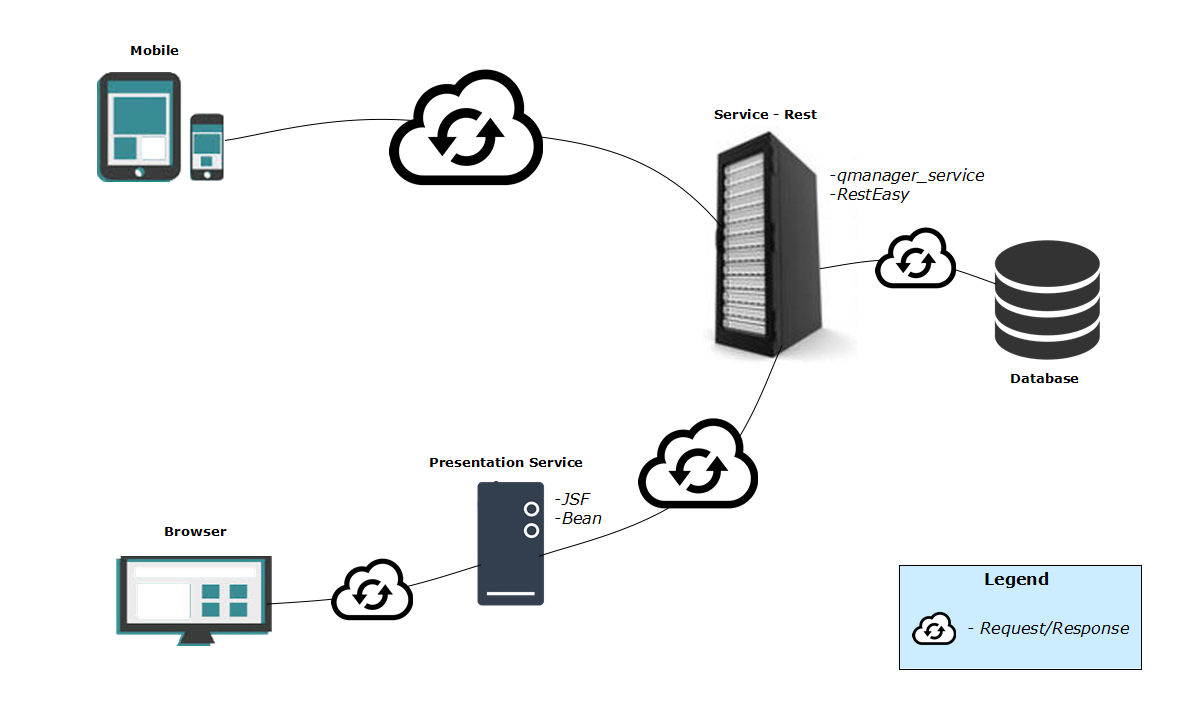 Mobile
Service - Rest
-qmanager_service
-RestEasy
Database
Presentation Service
-JSF
-Bean
Browser
Legend
- Request/Response